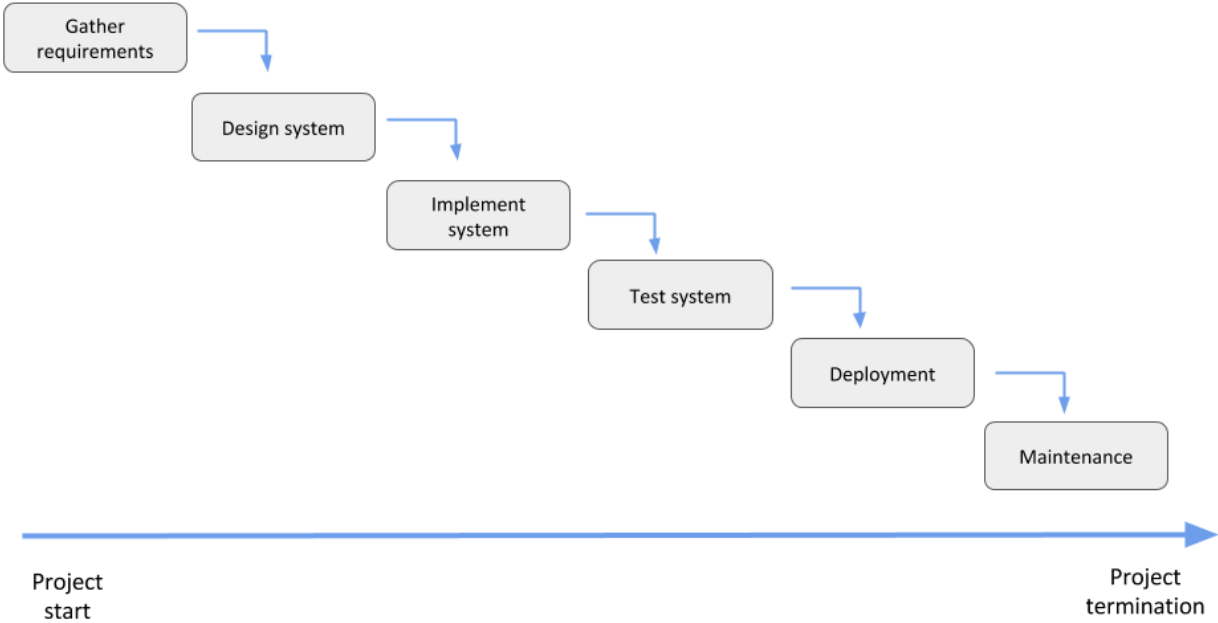 Gather
requirements
Design system
Implement
system
Test system
Deployment
Maintenance
Project
start
Project
termination